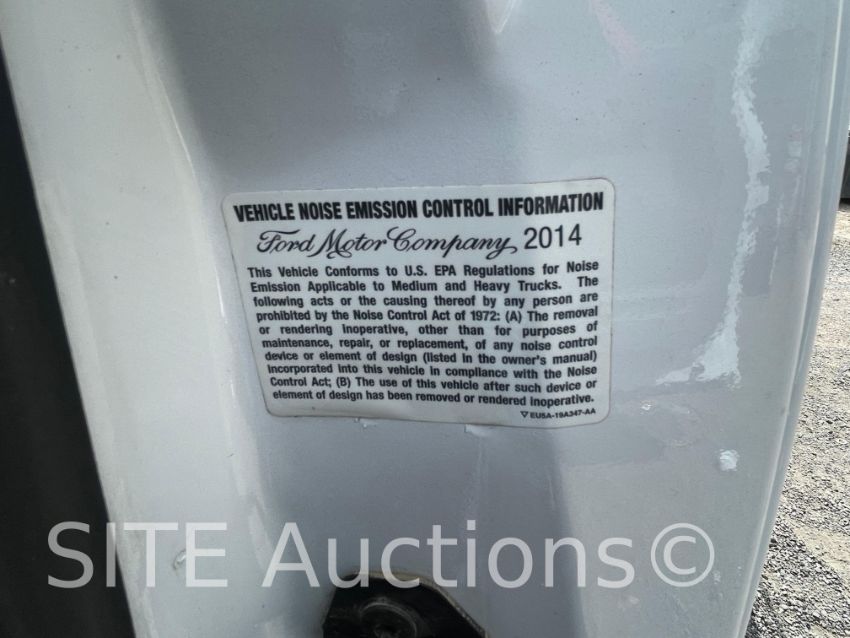 VEHICLE NOISE EMISSION CONTROL INFORMATION
Ford Motor Company, 2014
This Vehicle Conforms to U.S. EPA Regulations for Noise
Emission Applicable to Medium and Heavy Trucks. The
following acts or the causing thereof by any person are
prohibited by the Noise Control Act of 1972: (A) The removal
or rendering inoperative, other than for purposes of
maintenance, repair, or replacement, of any noise control
device or element of design (listed in the owner's manual)
incorporated into this vehicle in compliance with the Noise
Control Act; (B) The use of this vehicle after such device or
element of design has been removed or rendered inoperative.
▽ EU5A-19A347-AA
SITE Auctions©